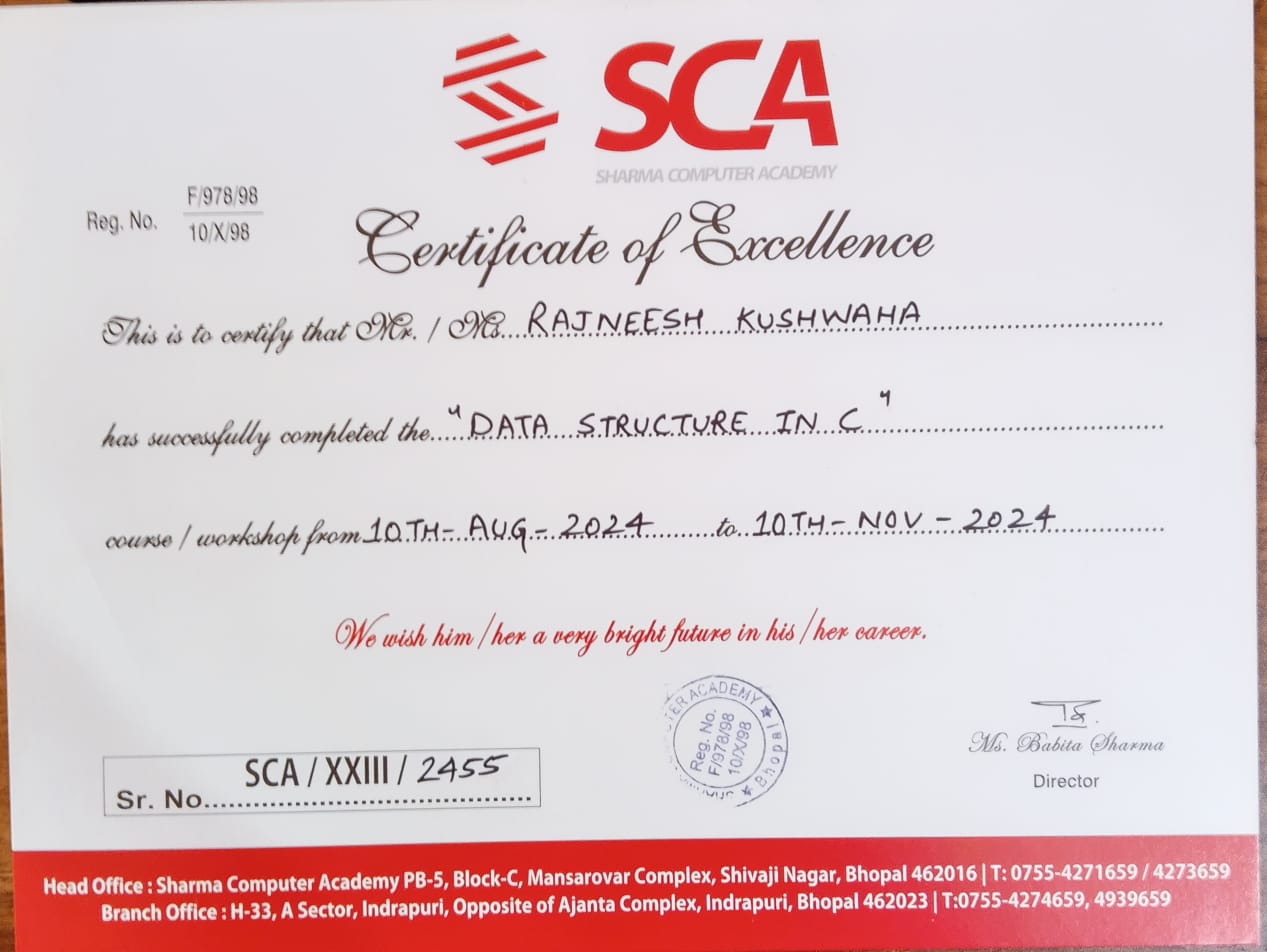 SCA
SHARMA COMPUTER ACADEMY
Reg. No. F/978/98
10/X/98
Certificate of Excellence
This is to certify that Mr. / Ms. RAJNEESH KUSHWAHA
has successfully completed the "DATA STRUCTURE IN C"
course / workshop from 10TH-AUG-2024 to 10TH-NOV-2024
We wish him / her a very bright future in his / her career.
TER ACADEMY ★ Bhopal ★
Reg. No.
F/978/98
10/X/98
Ms. Babita Sharma
Director
SCA / XXIII / 2455
Sr. No.
Head Office : Sharma Computer Academy PB-5, Block-C, Mansarovar Complex, Shivaji Nagar, Bhopal 462016 | T: 0755-4271659 / 4273659
Branch Office : H-33, A Sector, Indrapuri, Opposite of Ajanta Complex, Indrapuri, Bhopal 462023 | T:0755-4274659, 4939659